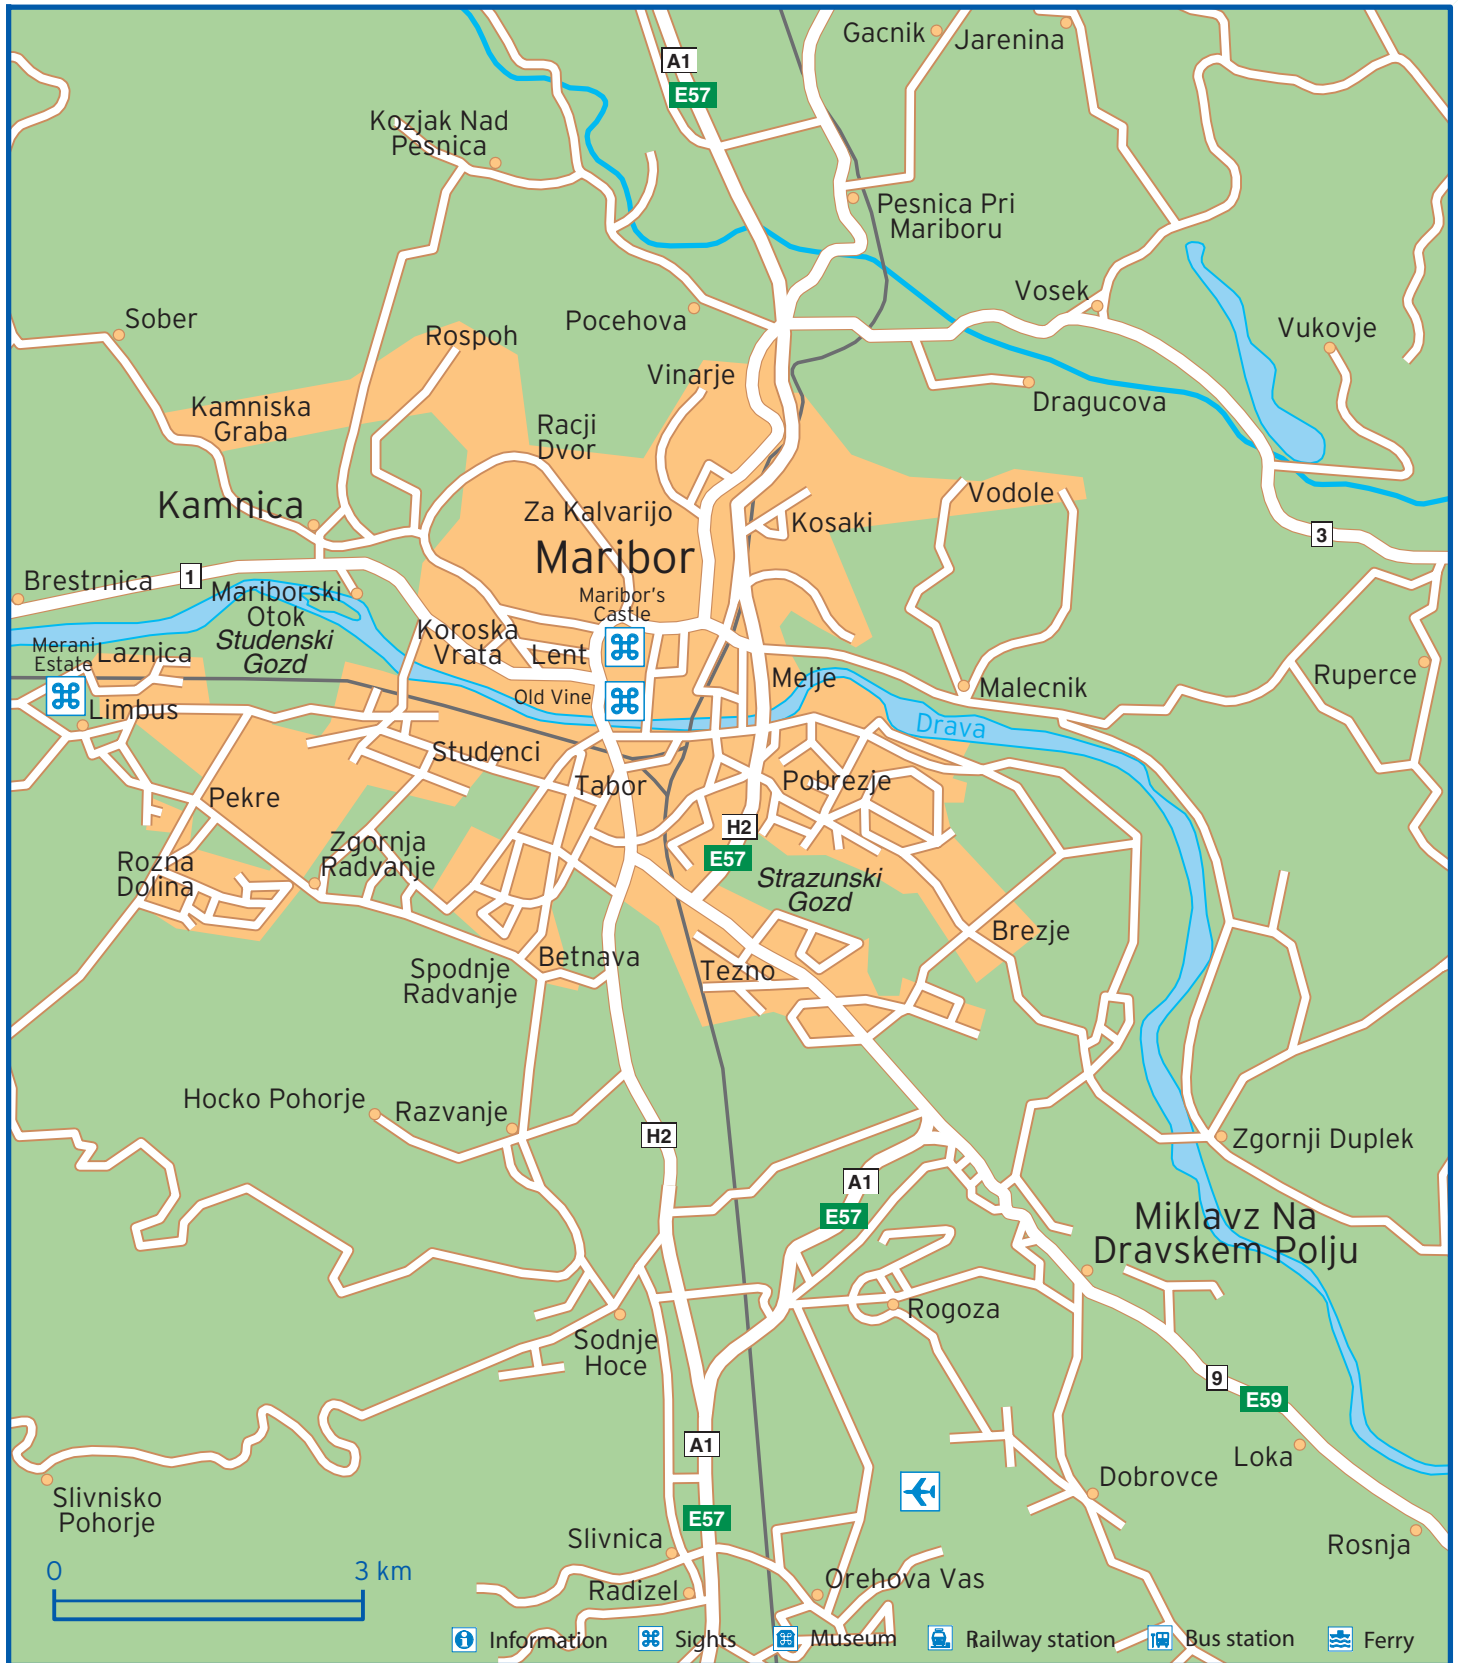 Gacnik
Jarenina
A1
E57
Kozjak Nad
Pesnica
Pesnica Pri
Mariboru
Vosek
Sober
Pocehova
Vukovje
Rospoh
Vinarje
Dragucova
Kamniska
Graba
Racji
Dvor
Vodole
Kamnica
Za Kalvarijo
Kosaki
3
Maribor
Brestrnica
1
Mariborski
Otok
Maribor's
Castle
Studenski
Gozd
Koroska
Vrata
Lent
Merani
Estate
Laznica
Ruperce
Melje
Malecnik
Old Vine
Limbus
Drava
Studenci
Tabor
Pobrezje
Pekre
H2
E57
Zgornja
Radvanje
Rozna
Dolina
Strazunski
Gozd
Brezje
Betnava
Tezno
Spodnje
Radvanje
Hocko Pohorje
Razvanje
H2
Zgornji Duplek
A1
E57
Miklavz Na
Dravskem Polju
Rogoza
Sodnje
Hoce
9
E59
A1
Loka
Dobrovce
Slivnisko
Pohorje
E57
Slivnica
Rosnja
0 3 km
Radizel
Orehova Vas
Information
Sights
Museum
Railway station
Bus station
Ferry